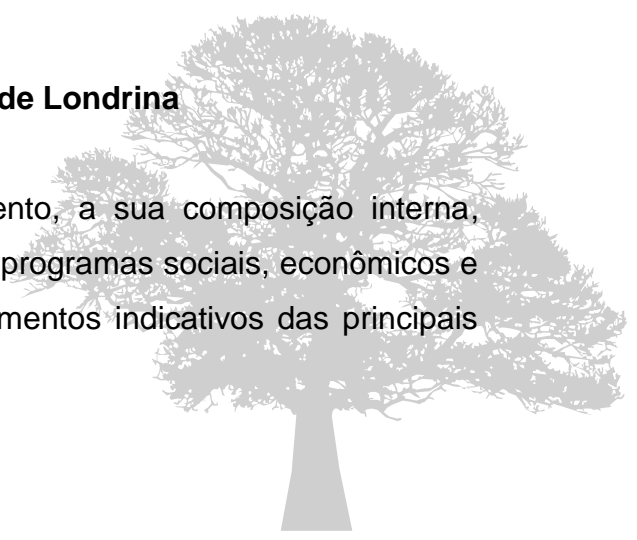 de Londrina
ento, a sua composição interna,
programas sociais, econômicos e
mentos indicativos das principais